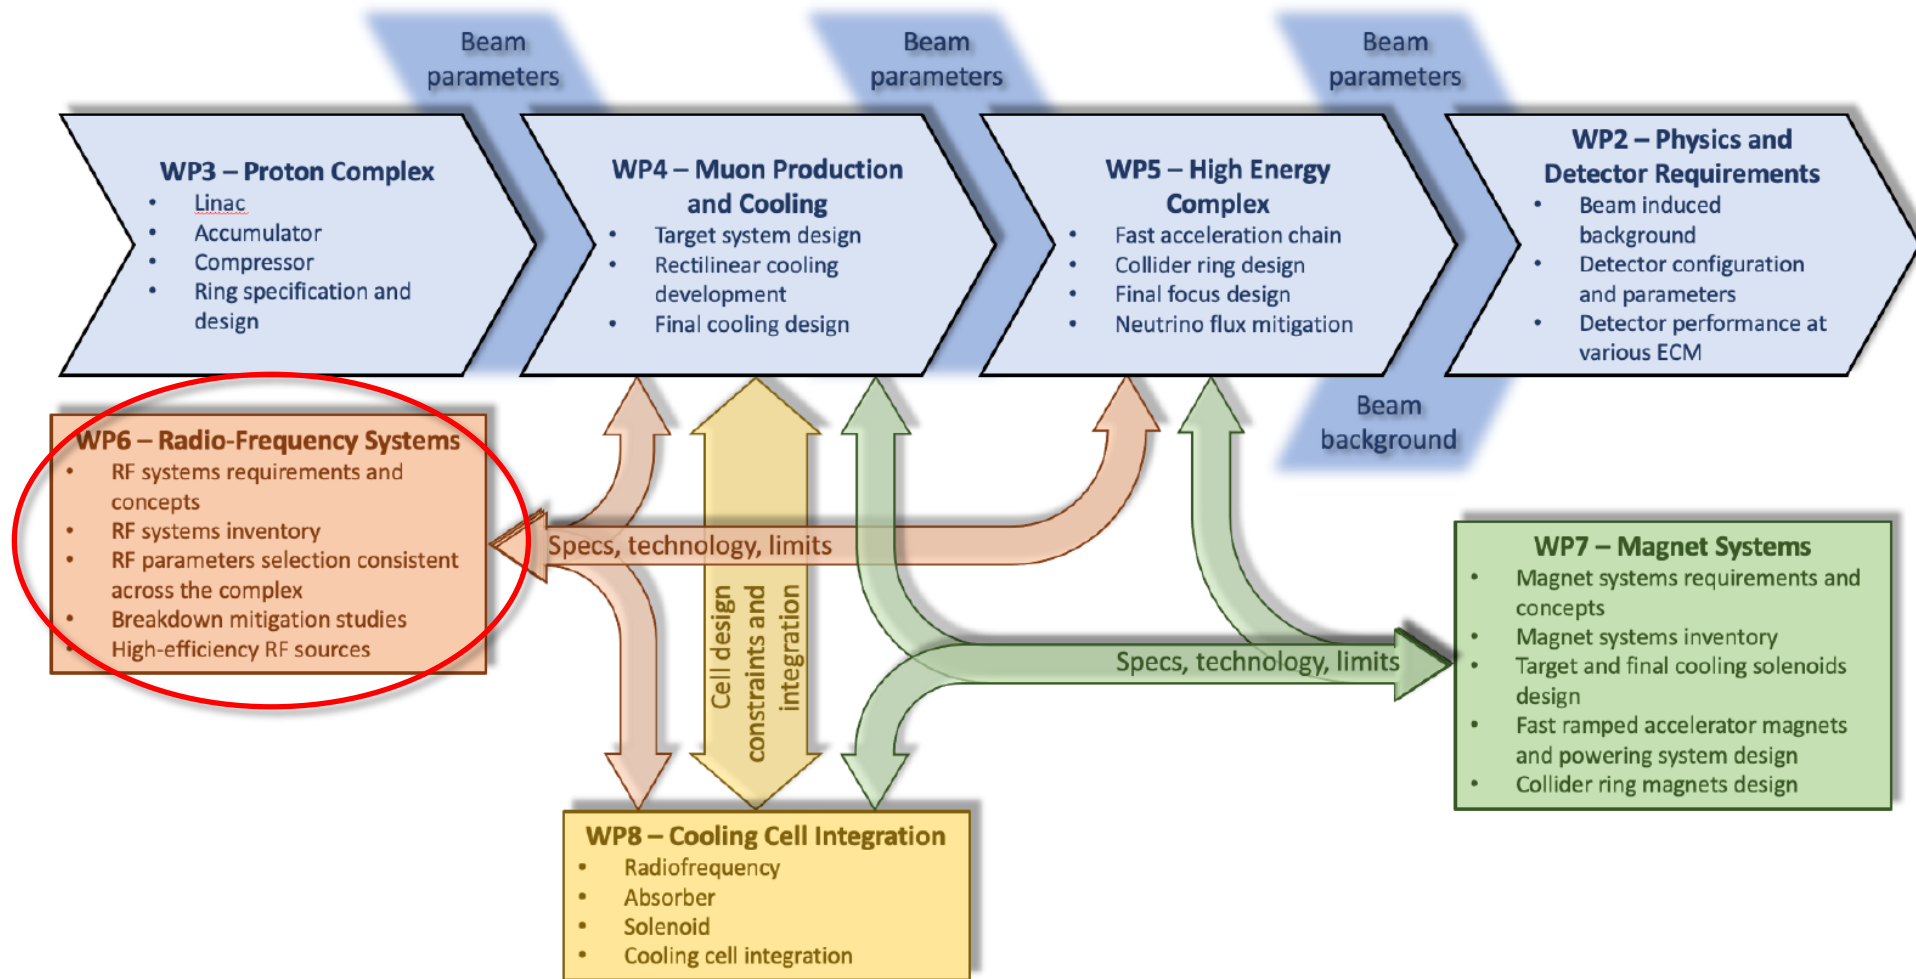 Beam
parameters
Beam
parameters
Beam
parameters
WP3 – Proton Complex
• Linac
• Accumulator
• Compressor
• Ring specification and
design
WP4 – Muon Production
and Cooling
• Target system design
• Rectilinear cooling
development
• Final cooling design
WP5 – High Energy
Complex
• Fast acceleration chain
• Collider ring design
• Final focus design
• Neutrino flux mitigation
WP2 – Physics and
Detector Requirements
• Beam induced
background
• Detector configuration
and parameters
• Detector performance at
various ECM
Beam
background
WP6 – Radio-Frequency Systems
• RF systems requirements and
concepts
• RF systems inventory
• RF parameters selection consistent
across the complex
• Breakdown mitigation studies
• High-efficiency RF sources
Specs, technology, limits
Cell design
constraints and
integration
Specs, technology, limits
WP7 – Magnet Systems
• Magnet systems requirements and
concepts
• Magnet systems inventory
• Target and final cooling solenoids
design
• Fast ramped accelerator magnets
and powering system design
• Collider ring magnets design
WP8 – Cooling Cell Integration
• Radiofrequency
• Absorber
• Solenoid
• Cooling cell integration